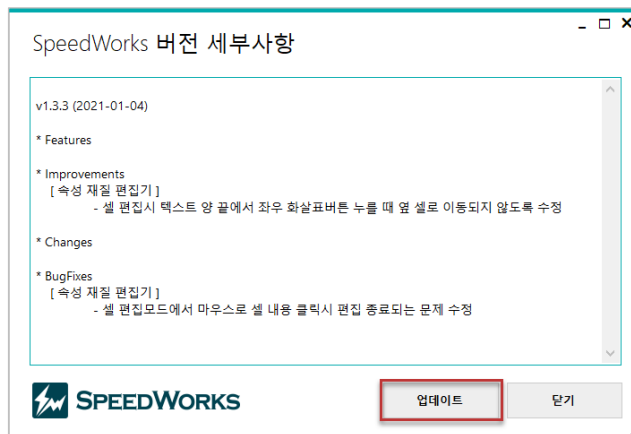 SpeedWorks 버전 세부사항
v1.3.3 (2021-01-04)
* Features
* Improvements
[ 속성 재질 편집기 ]
- 셀 편집시 텍스트 양 끝에서 좌우 화살표버튼 누를 때 옆 셀로 이동되지 않도록 수정
* Changes
* BugFixes
[ 속성 재질 편집기 ]
- 셀 편집모드에서 마우스로 셀 내용 클릭시 편집 종료되는 문제 수정
SPEEDWORKS
업데이트
닫기